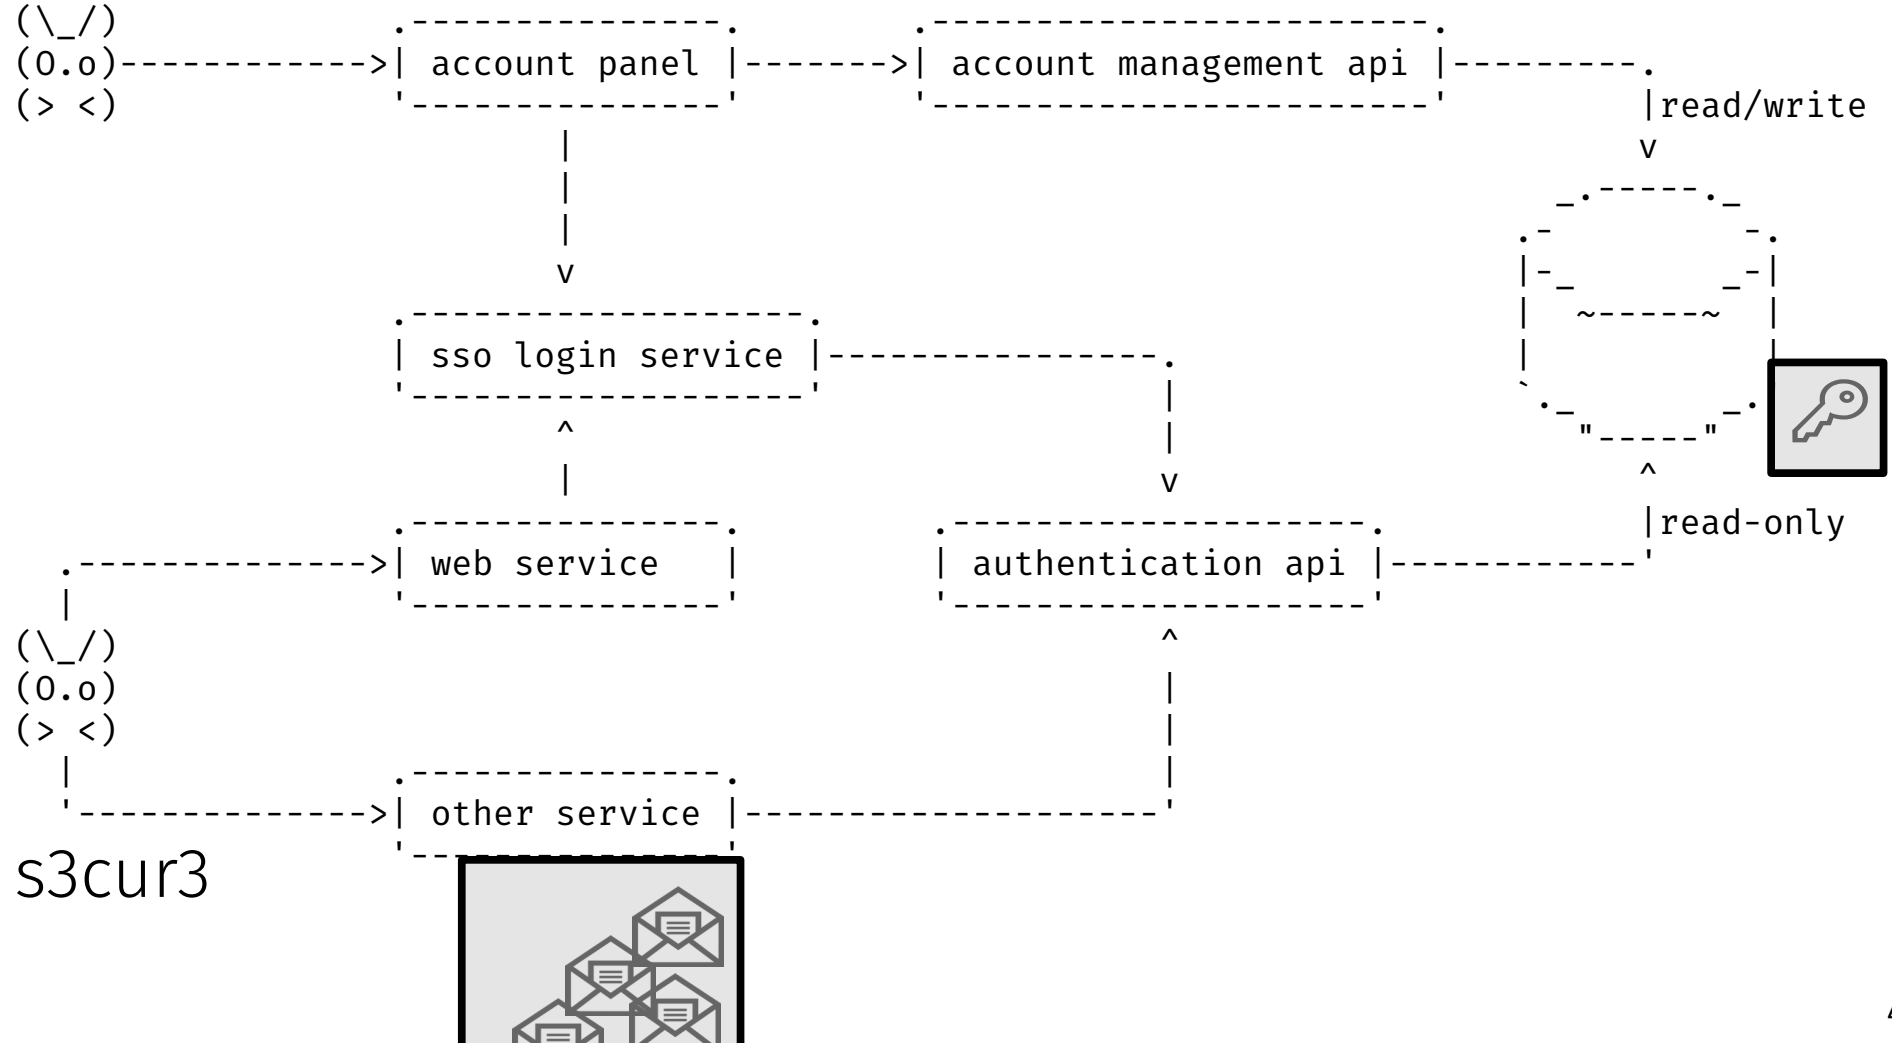 account panel
account management api
read/write
sso login service
read-only
web service
authentication api
other service
s3cur3